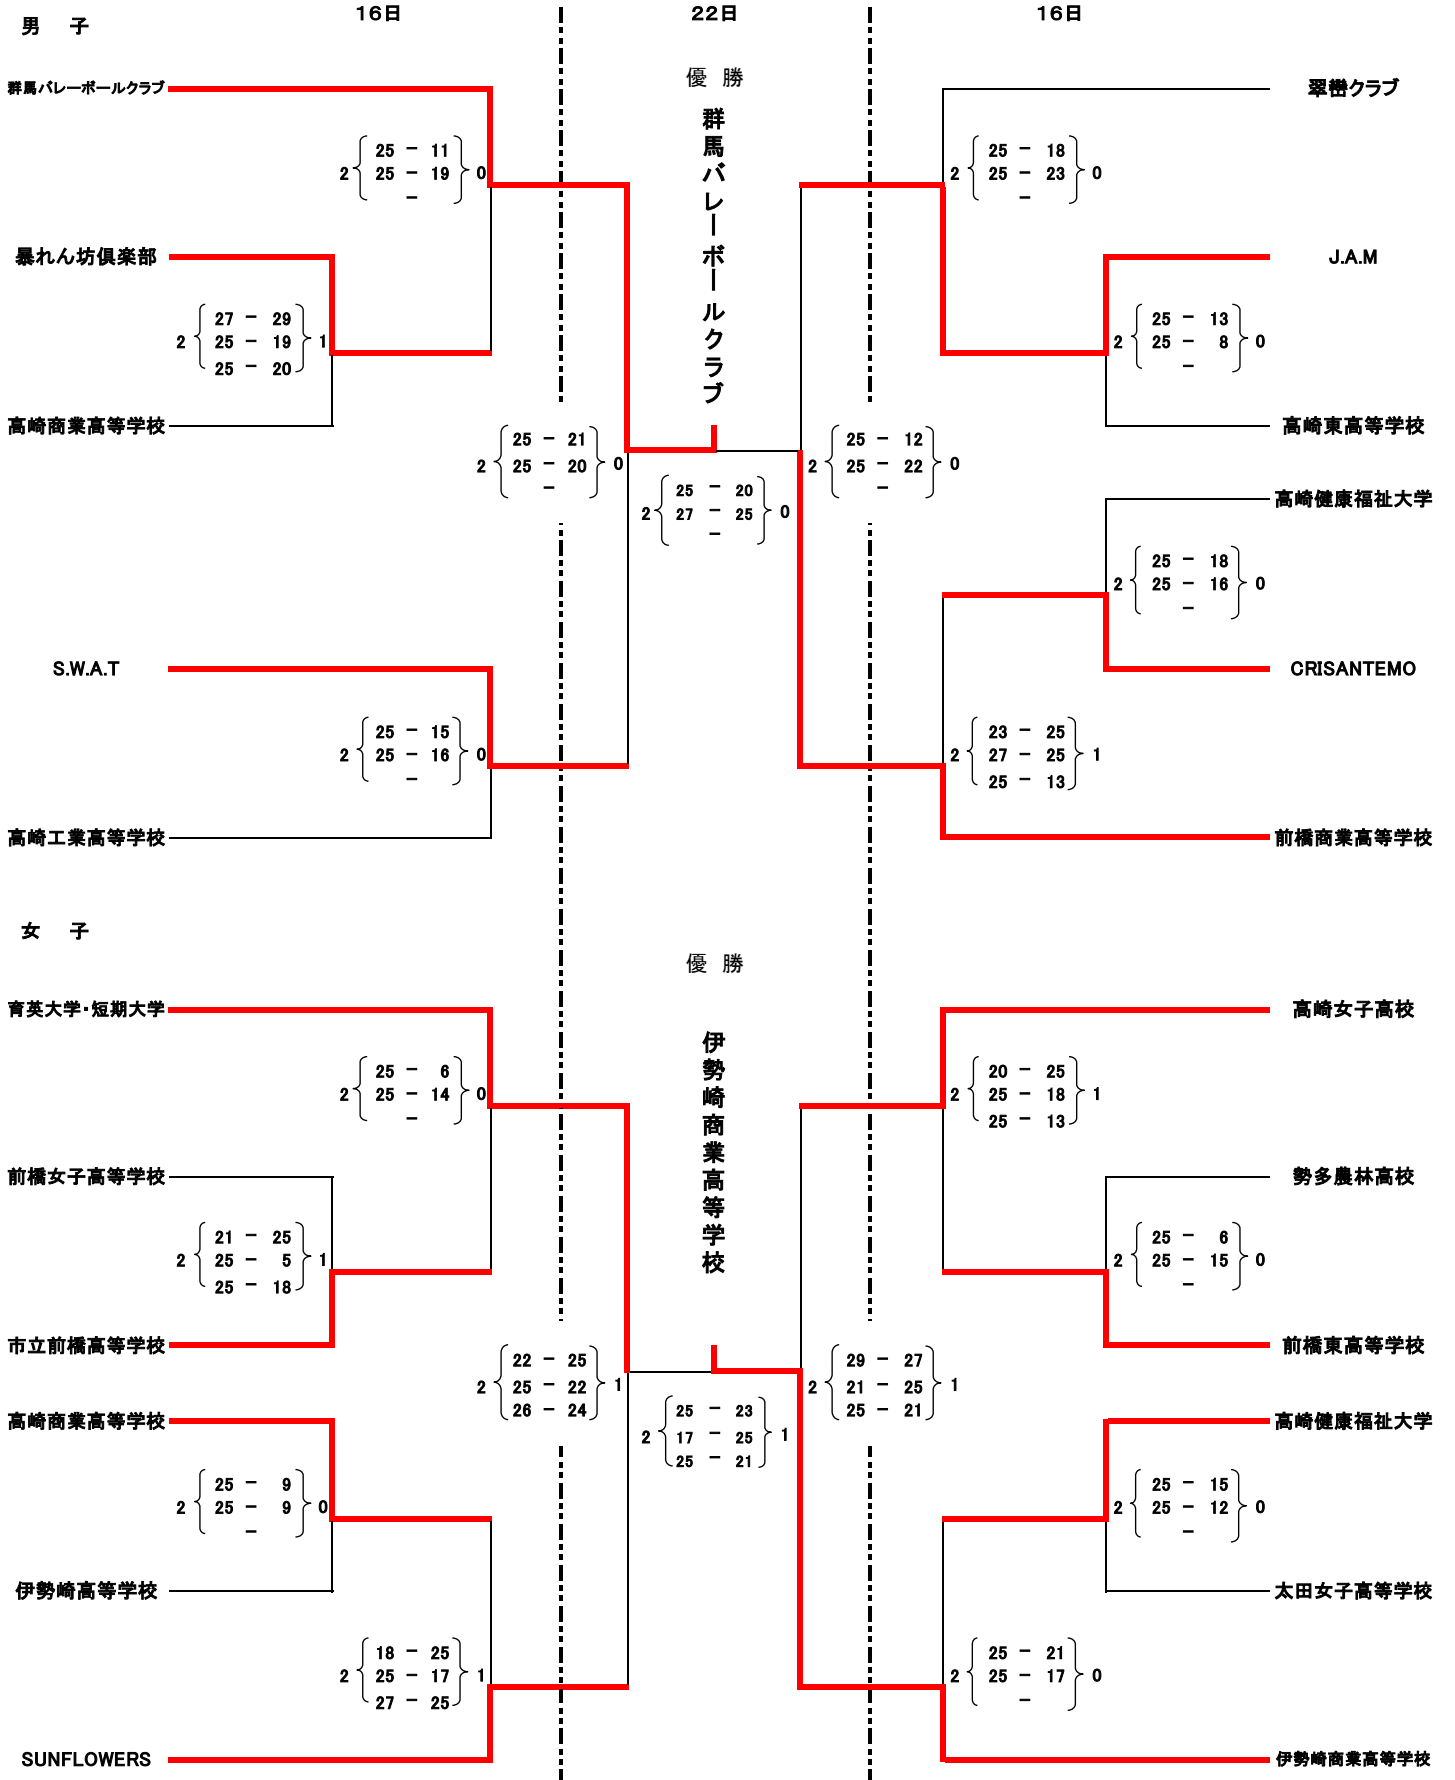 16日 22日 16日
男 子
優 勝
群馬バレーボールクラブ
群馬バレーボールクラブ
翠巒クラブ
2 25 - 11 0
25 - 19
-
2 25 - 18 0
25 - 23
-
暴れん坊倶楽部
J.A.M
2 27 - 29 1
25 - 19
25 - 20
2 25 - 13 0
25 - 8
-
高崎商業高等学校
高崎東高等学校
2 25 - 21 0
25 - 20
-
2 25 - 20 0
27 - 25
-
2 25 - 12 0
25 - 22
-
高崎健康福祉大学
2 25 - 18 0
25 - 16
-
S.W.A.T
CRISANTEMO
2 25 - 15 0
25 - 16
-
2 23 - 25 1
27 - 25
25 - 13
高崎工業高等学校
前橋商業高等学校
女 子
優 勝
伊勢崎商業高等学校
育英大学・短期大学
高崎女子高校
2 25 - 6 0
25 - 14
-
2 20 - 25 1
25 - 18
25 - 13
前橋女子高等学校
勢多農林高校
2 21 - 25 1
25 - 5
25 - 18
2 25 - 6 0
25 - 15
-
市立前橋高等学校
前橋東高等学校
2 22 - 25 1
25 - 22
26 - 24
2 25 - 23 1
17 - 25
25 - 21
2 29 - 27 1
21 - 25
25 - 21
高崎商業高等学校
高崎健康福祉大学
2 25 - 9 0
25 - 9
-
2 25 - 15 0
25 - 12
-
伊勢崎高等学校
太田女子高等学校
2 18 - 25 1
25 - 17
27 - 25
2 25 - 21 0
25 - 17
-
SUNFLOWERS
伊勢崎商業高等学校